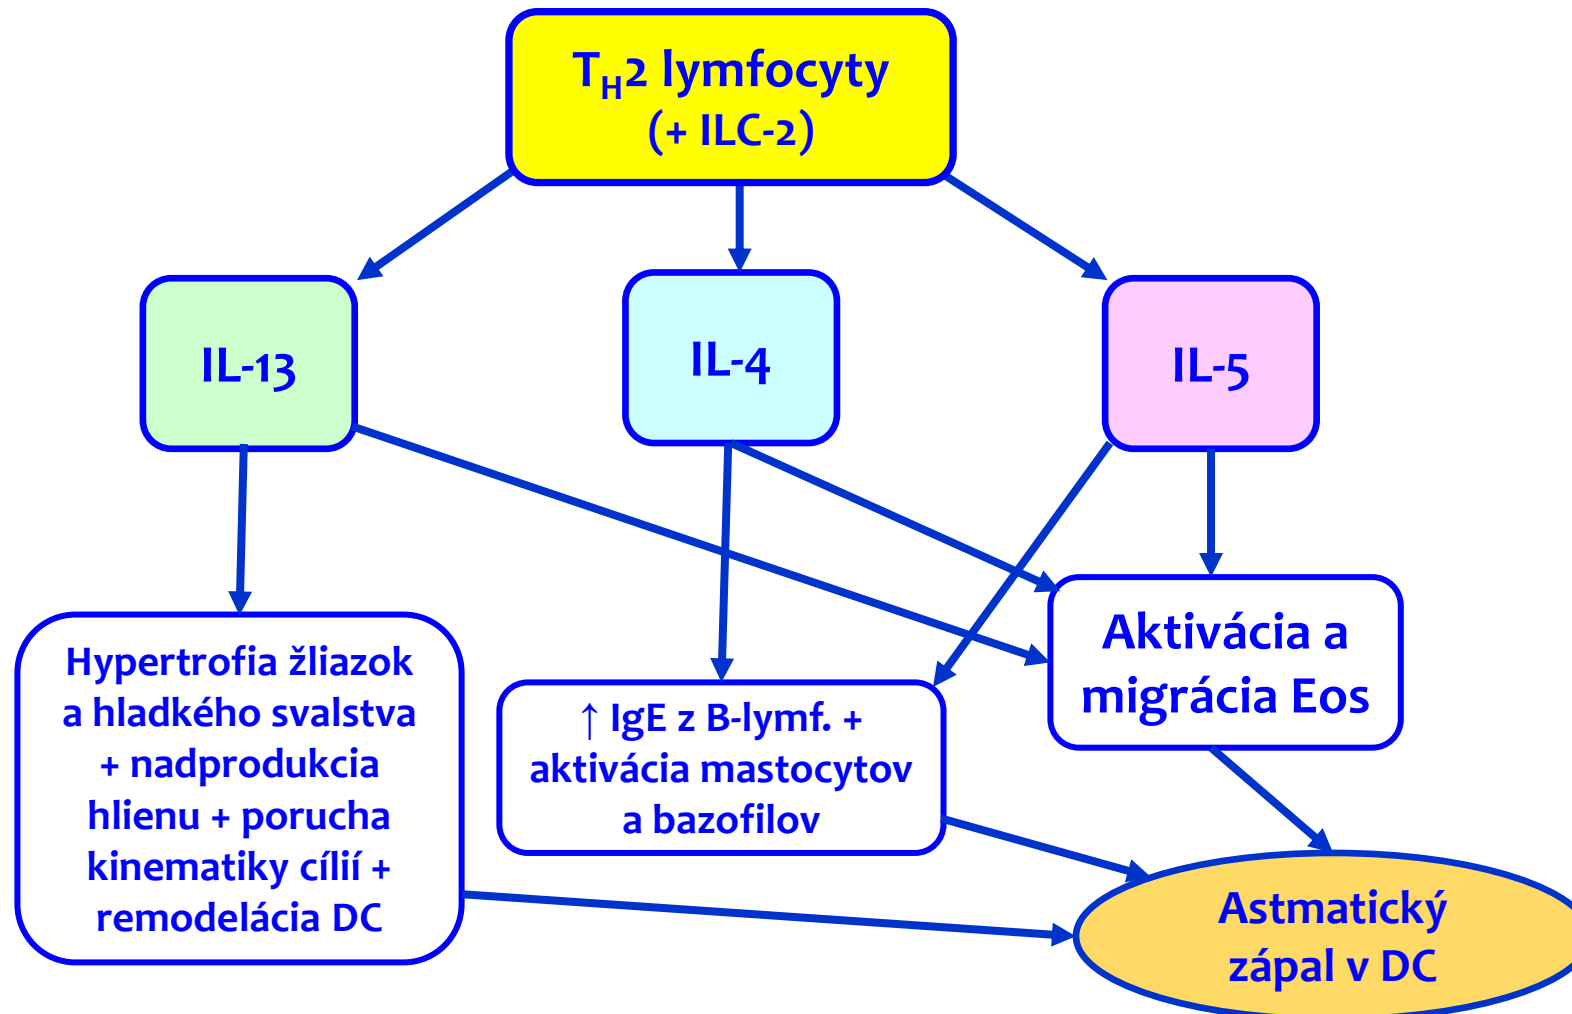 T_H2 lymfocyty
(+ ILC-2)
IL-13
IL-4
IL-5
Hypertrofia žliazok
a hladkého svalstva
+ nadprodukcia
hlienu + porucha
kinematiky cílií +
remodelácia DC
↑ IgE z B-lymf. +
aktivácia mastocytov
a bazofilov
Aktivácia a
migrácia Eos
Astmatický
zápal v DC